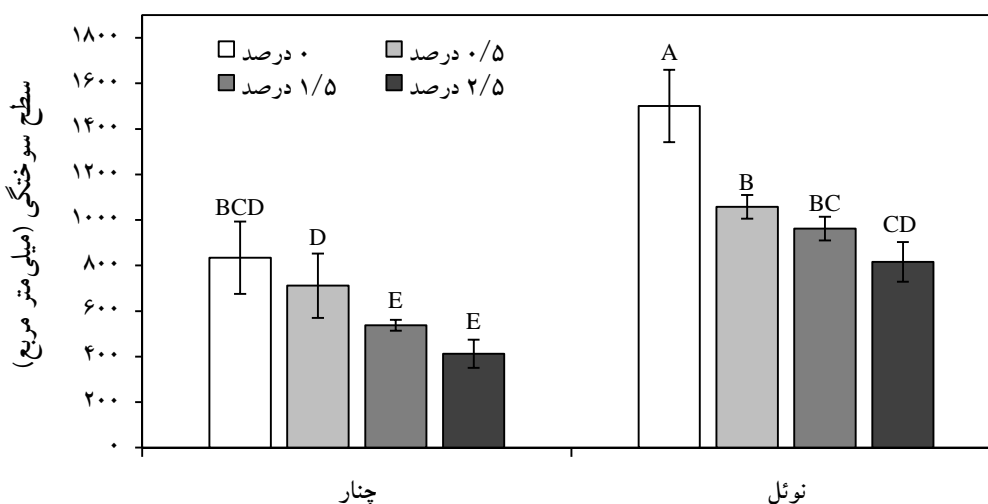 سطح سوختگی (میلی‌متر مربع)
۱۸۰۰
۱۶۰۰
۱۴۰۰
۱۲۰۰
۱۰۰۰
۸۰۰
۶۰۰
۴۰۰
۲۰۰
۰
۰ درصد
۰/۵ درصد
۱/۵ درصد
۲/۵ درصد
BCD
D
E
E
A
B
BC
CD
چنار
نوئل